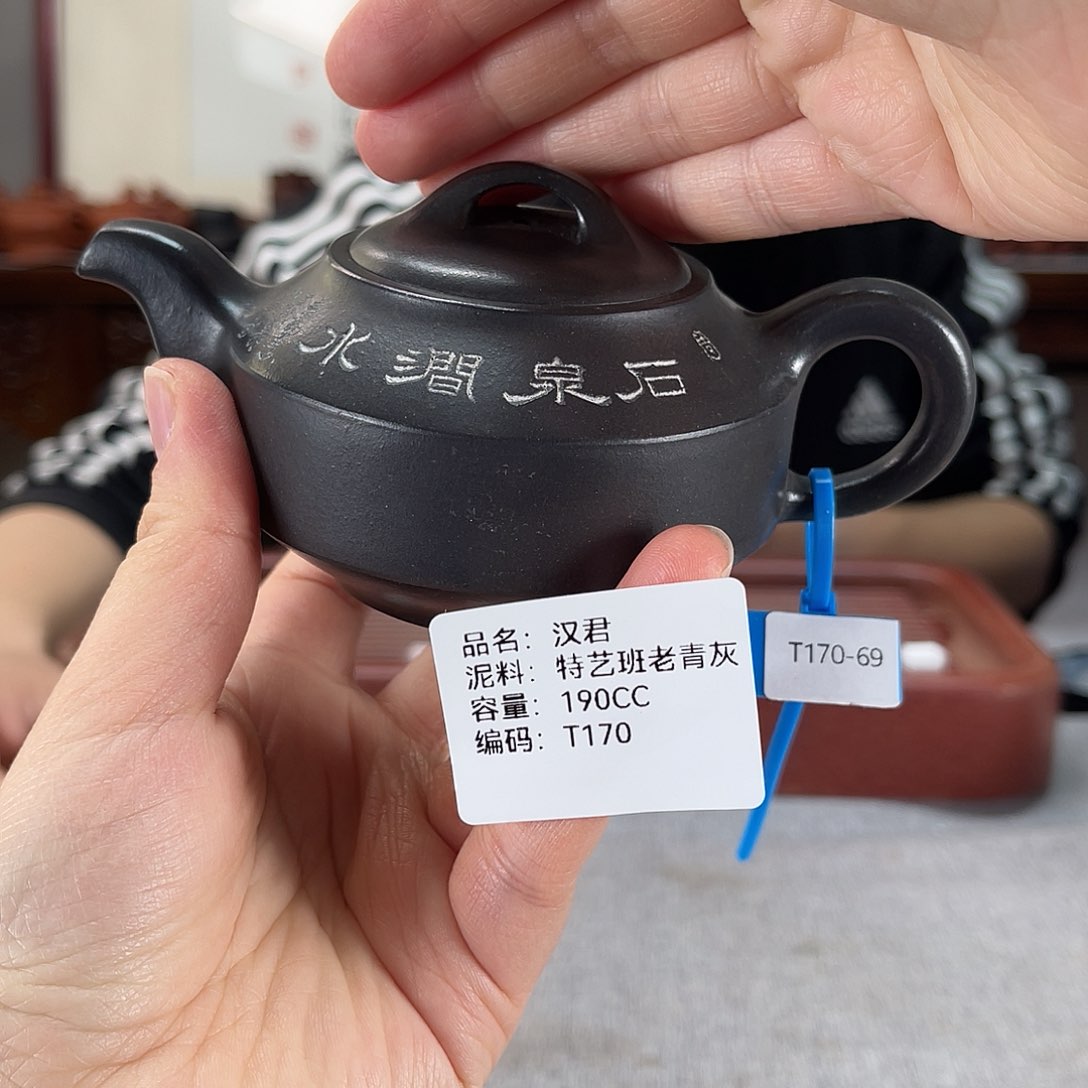 石泉澗水
品名：汉君
泥料：特艺班老青灰
容量：190CC
编码：T170
T170-69